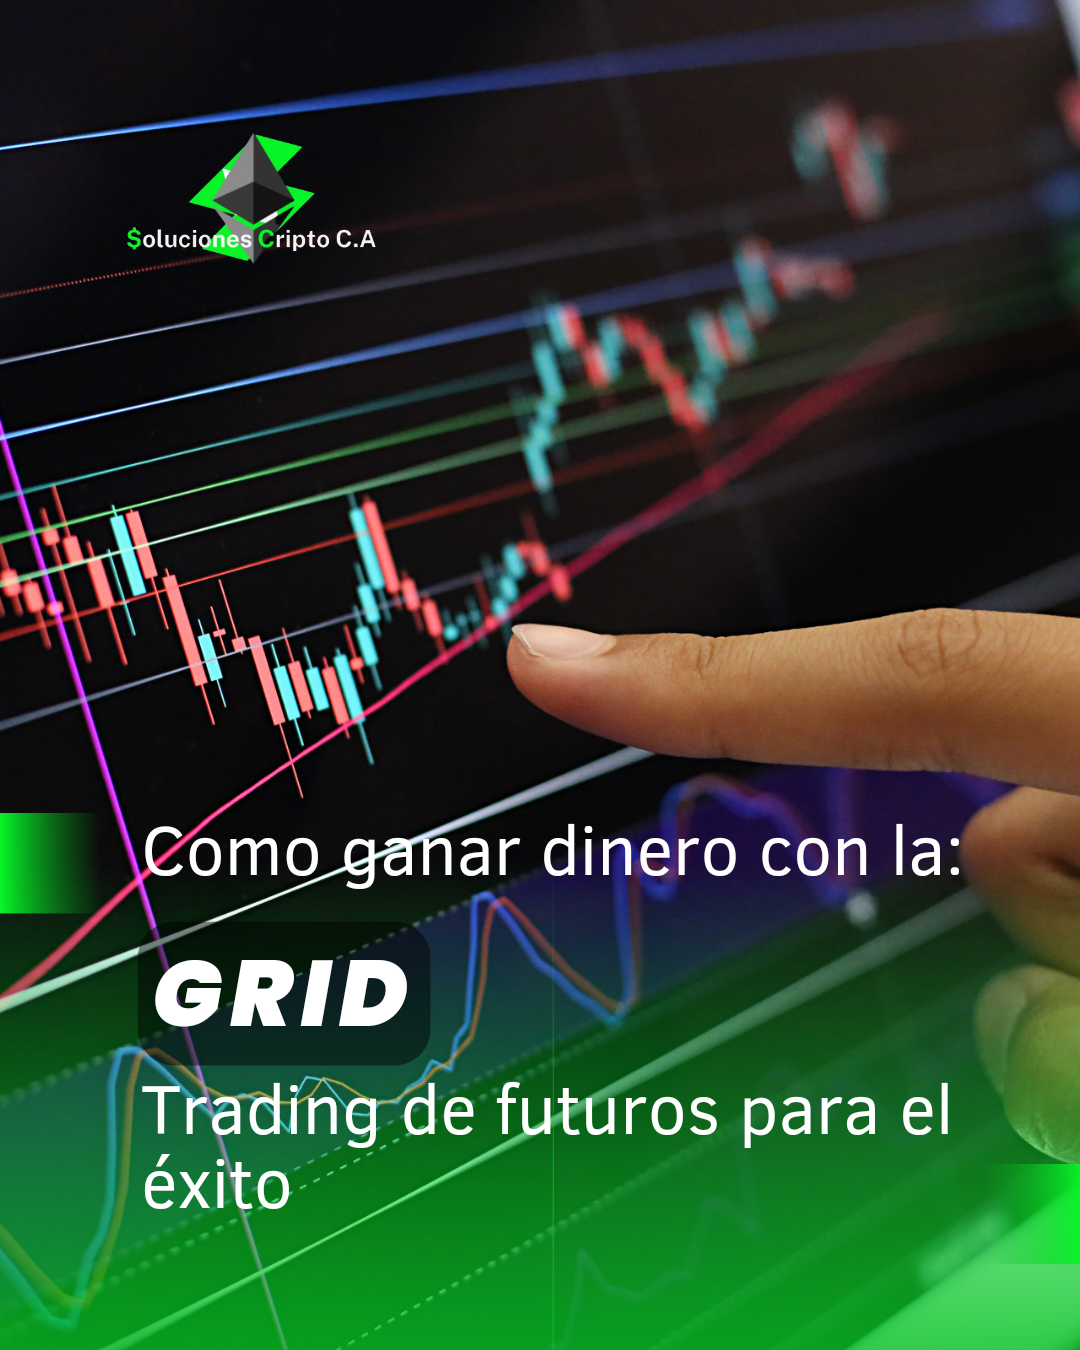 $oluciones Cripto C.A
Como ganar dinero con la:
GRID
Trading de futuros para el
éxito